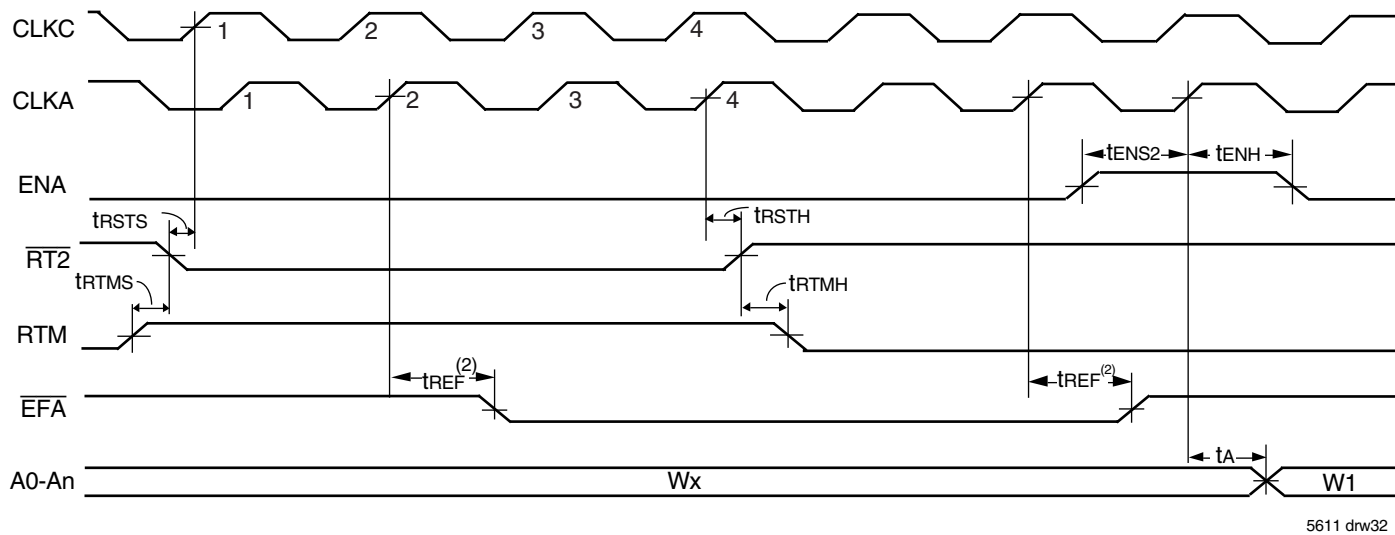 CLKC 1 2 3 4
CLKA 1 2 3 4
tENS2 tENH
ENA
tRSTS tRSTH
RT2
tRTMS tRTMH
RTM
tREF(2) tREF(2)
EFA
tA
A0-An Wx W1
5611 drw32